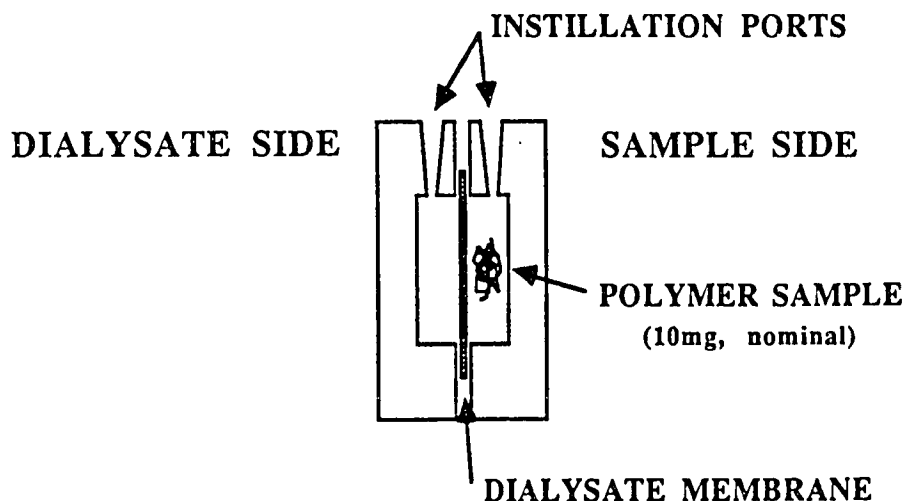 INSTILLATION PORTS
DIALYSATE SIDE
SAMPLE SIDE
POLYMER SAMPLE
(10mg, nominal)
DIALYSATE MEMBRANE